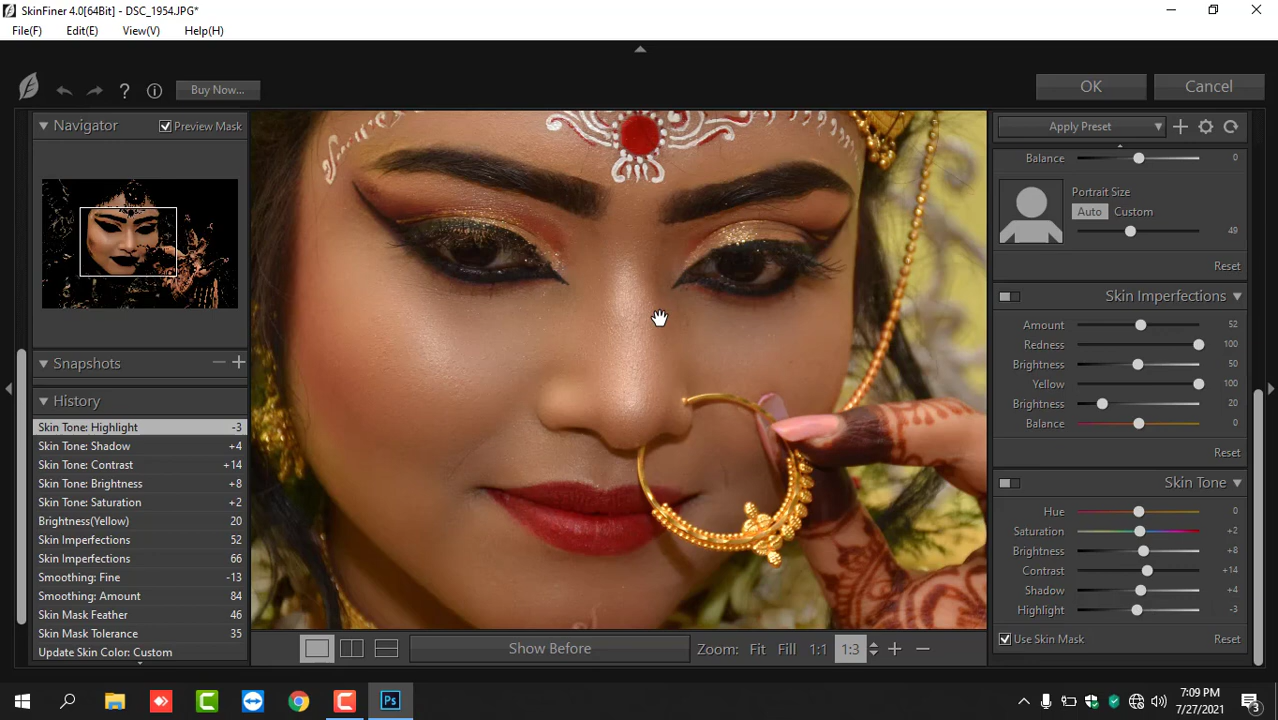 SkinFiner 4.0[64Bit] - DSC_1954.JPG*
File(F) Edit(E) View(V) Help(H)
? Buy Now... OK Cancel
Navigator Preview Mask
Snapshots
History
Skin Tone: Highlight -3
Skin Tone: Shadow +4
Skin Tone: Contrast +14
Skin Tone: Brightness +8
Skin Tone: Saturation +2
Brightness(Yellow) 20
Skin Imperfections 52
Skin Imperfections 66
Smoothing: Fine -13
Smoothing: Amount 84
Skin Mask Feather 46
Skin Mask Tolerance 35
Update Skin Color: Custom
Show Before Zoom: Fit Fill 1:1 1:3
Apply Preset
Balance 0
Portrait Size
Auto Custom
49
Reset
Skin Imperfections
Amount 52
Redness 100
Brightness 50
Yellow 100
Brightness 20
Balance 0
Reset
Skin Tone
Hue 0
Saturation +2
Brightness +8
Contrast +14
Shadow +4
Highlight -3
Use Skin Mask Reset
Ps
7:09 PM
7/27/2021
3